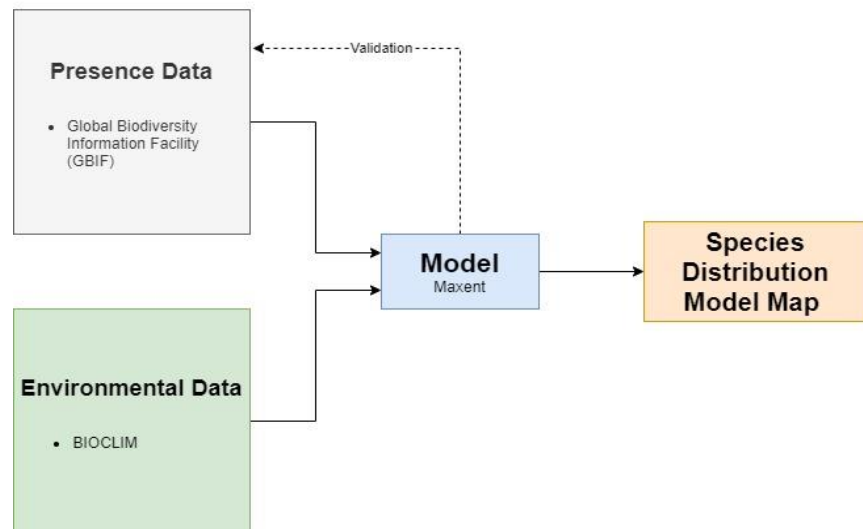 Validation
Presence Data
• Global Biodiversity
Information Facility
(GBIF)
Model
Maxent
Species
Distribution
Model Map
Environmental Data
• BIOCLIM